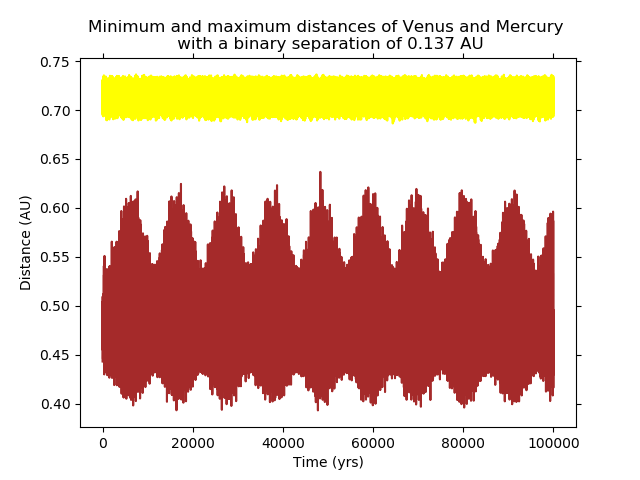 Minimum and maximum distances of Venus and Mercury
with a binary separation of 0.137 AU
0.75
0.70
0.65
0.60
0.55
0.50
0.45
0.40
Distance (AU)
0 20000 40000 60000 80000 100000
Time (yrs)